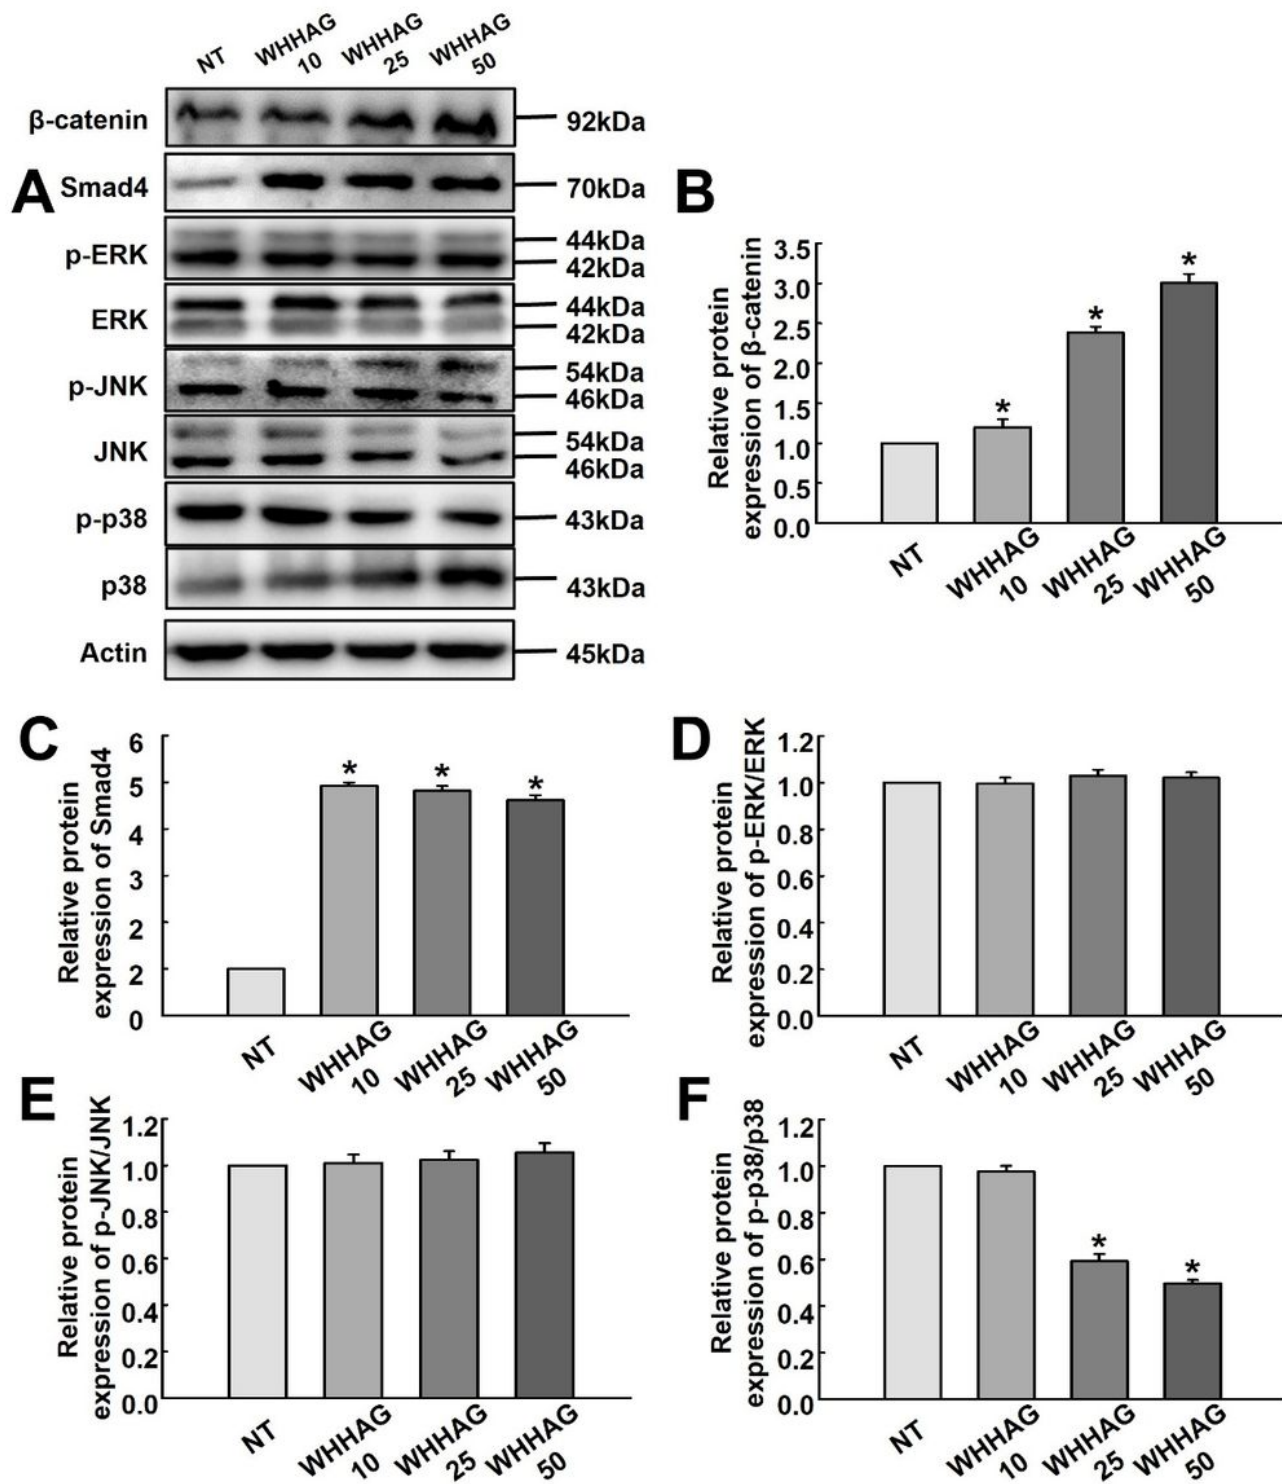 NT WHHAG WHHAG WHHAG
10 25 50
β-catenin 92kDa
A
Smad4 70kDa
p-ERK 44kDa
42kDa
ERK 44kDa
42kDa
p-JNK 54kDa
46kDa
JNK 54kDa
46kDa
p-p38 43kDa
p38 43kDa
Actin 45kDa
B
Relative protein
expression of β-catenin
3.5
3.0
2.5
2.0
1.5
1.0
0.5
0.0
* * *
NT WHHAG WHHAG WHHAG
10 25 50
C
Relative protein
expression of Smad4
6
5
4
3
2
2
0
* * *
NT WHHAG WHHAG WHHAG
10 25 50
D
Relative protein
expression of p-ERK/ERK
1.2
1.0
0.8
0.6
0.4
0.2
0.0
NT WHHAG WHHAG WHHAG
10 25 50
E
Relative protein
expression of p-JNK/JNK
1.2
1.0
0.8
0.6
0.4
0.2
0.0
NT WHHAG WHHAG WHHAG
10 25 50
F
Relative protein
expression of p-p38/p38
1.2
1.0
0.8
0.6
0.4
0.2
0.0
* *
NT WHHAG WHHAG WHHAG
10 25 50